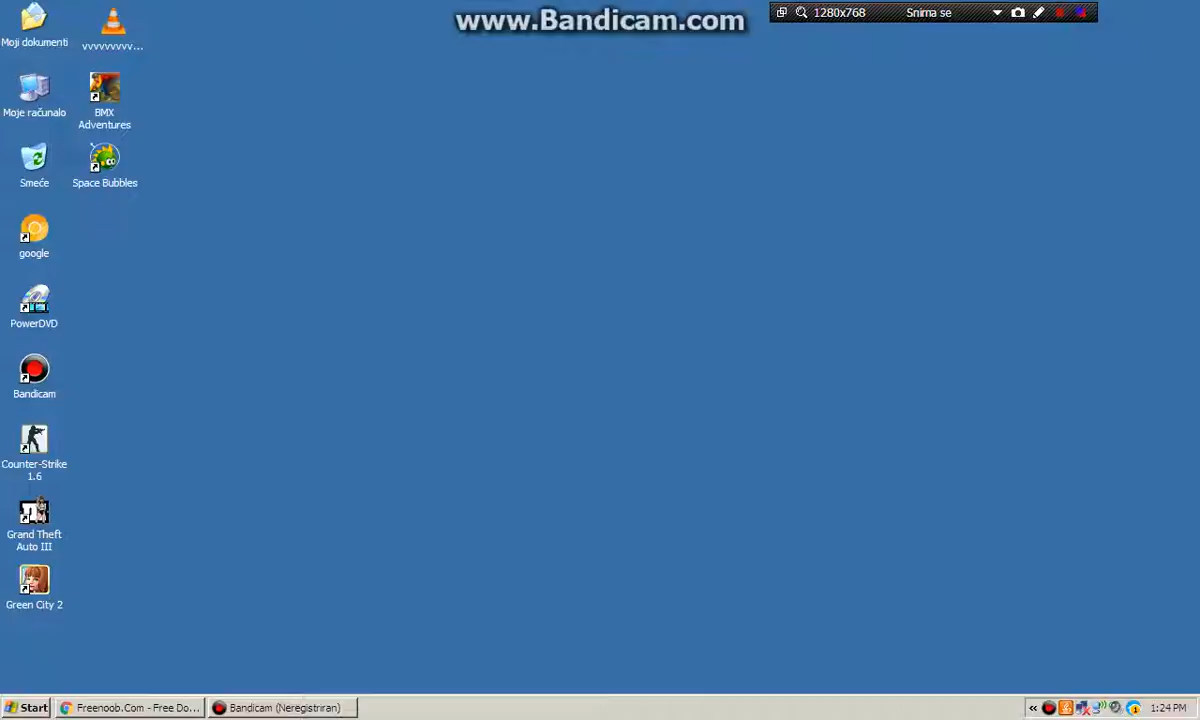 www.Bandicam.com
1280x768
Snima se
Moji dokumenti
vvvvvvvvv...
Moje računalo
BMX
Adventures
Smeće
Space Bubbles
google
PowerDVD
Bandicam
Counter-Strike
1.6
Grand Theft
Auto III
Green City 2
Start
Freenoob.Com - Free Do...
Bandicam (Neregistriran)
1:24 PM